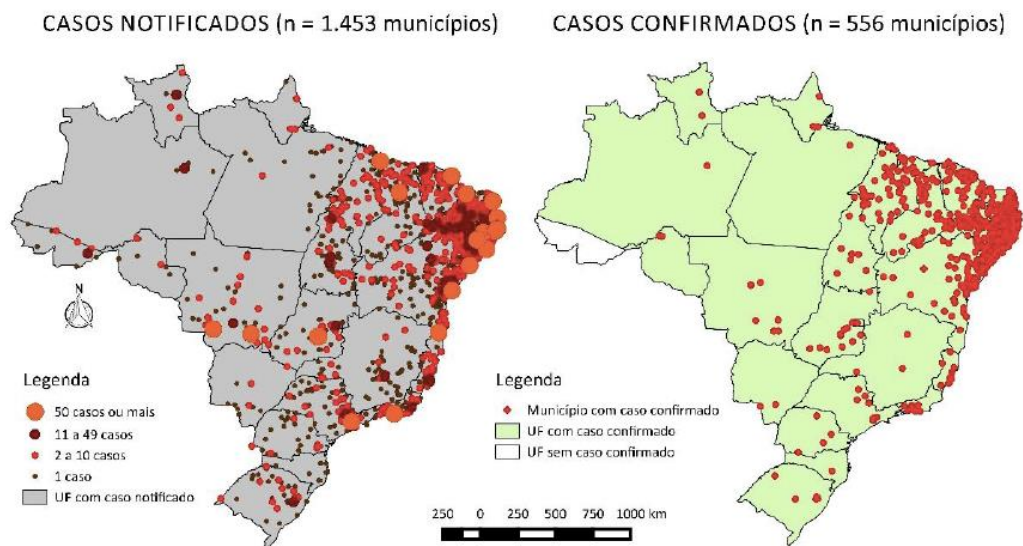 CASOS NOTIFICADOS (n = 1.453 municípios)
CASOS CONFIRMADOS (n = 556 municípios)
N
Legenda
50 casos ou mais
11 a 49 casos
2 a 10 casos
1 caso
UF com caso notificado
Legenda
Município com caso confirmado
UF com caso confirmado
UF sem caso confirmado
250 0 250 500 750 1000 km